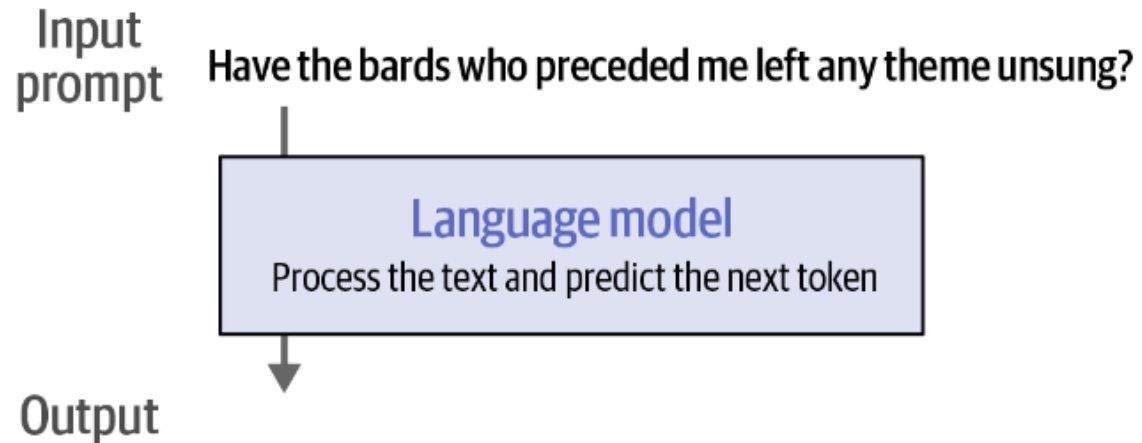 Input
prompt
Have the bards who preceded me left any theme unsung?
Language model
Process the text and predict the next token
Output